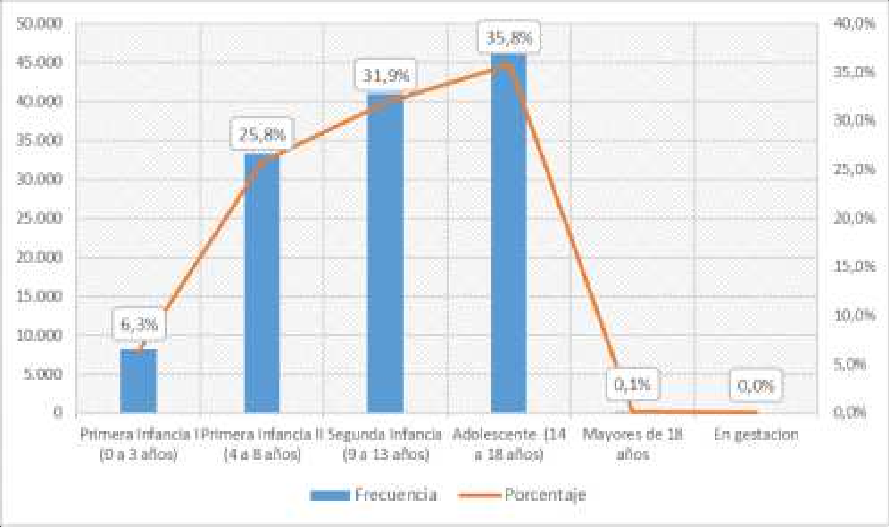 50.000
45.000
40.000
35.000
30.000
25.000
20.000
15.000
10.000
5.000
0
40,0%
35,0%
30,0%
25,0%
20,0%
15,0%
10,0%
5,0%
0,0%
6,3%
25,8%
31,9%
35,8%
0,1%
0,0%
Primera Infancia I
(0 a 3 años)
Primera Infancia II
(4 a 8 años)
Segunda Infancia
(9 a 13 años)
Adolescente (14
a 18 años)
Mayores de 18
años
En gestacion
Frecuencia
Porcentaje